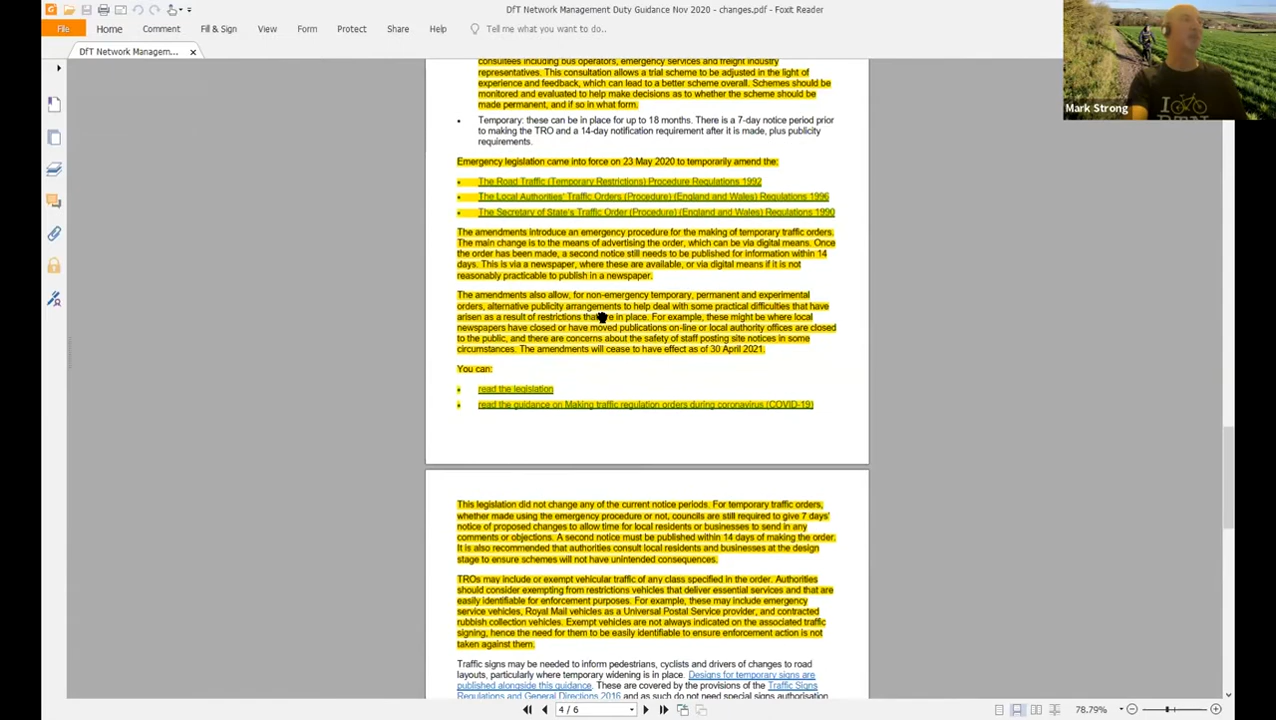 DfT Network Management Duty Guidance Nov 2020 - changes.pdf - Foxit Reader
File Home Comment Fill & Sign View Form Protect Share Help Tell me what you want to do..
DfT Network Managem... ×
Mark Strong
I
BTN
consultees including bus operators, emergency services and freight industry
representatives. This consultation allows a trial scheme to be adjusted in the light of
experience and feedback, which can lead to a better scheme overall. Schemes should be
monitored and evaluated to help make decisions as to whether the scheme should be
made permanent, and if so in what form.
• Temporary: these can be in place for up to 18 months. There is a 7-day notice period prior
to making the TRO and a 14-day notification requirement after it is made, plus publicity
requirements.
Emergency legislation came into force on 23 May 2020 to temporarily amend the:
• The Road Traffic (Temporary Restrictions) Procedure Regulations 1992
• The Local Authorities' Traffic Orders (Procedure) (England and Wales) Regulations 1996
• The Secretary of State's Traffic Order (Procedure) (England and Wales) Regulations 1990
The amendments introduce an emergency procedure for the making of temporary traffic orders.
The main change is to the means of advertising the order, which can be via digital means. Once
the order has been made, a second notice still needs to be published for information within 14
days. This is via a newspaper, where these are available, or via digital means if it is not
reasonably practicable to publish in a newspaper.
The amendments also allow, for non-emergency temporary, permanent and experimental
orders, alternative publicity arrangements to help deal with some practical difficulties that have
arisen as a result of restrictions in place. For example, these might be where local
newspapers have closed or have moved publications on-line or local authority offices are closed
to the public, and there are concerns about the safety of staff posting site notices in some
circumstances. The amendments will cease to have effect as of 30 April 2021.
You can:
• read the legislation
• read the guidance on Making traffic regulation orders during coronavirus (COVID-19)
This legislation did not change any of the current notice periods. For temporary traffic orders,
whether made using the emergency procedure or not, councils are still required to give 7 days'
notice of proposed changes to allow time for local residents or businesses to send in any
comments or objections. A second notice must be published within 14 days of making the order.
It is also recommended that authorities consult local residents and businesses at the design
stage to ensure schemes will not have unintended consequences.
TROs may include or exempt vehicular traffic of any class specified in the order. Authorities
should consider exempting from restrictions vehicles that deliver essential services and that are
easily identifiable for enforcement purposes. For example, these may include emergency
service vehicles, Royal Mail vehicles as a Universal Postal Service provider, and contracted
rubbish collection vehicles. Exempt vehicles are not always indicated on the associated traffic
signing, hence the need for them to be easily identifiable to ensure enforcement action is not
taken against them.
Traffic signs may be needed to inform pedestrians, cyclists and drivers of changes to road
layouts, particularly where temporary widening is in place. Designs for temporary signs are
published alongside this guidance. These are covered by the provisions of the Traffic Signs
Regulations and General Directions 2016 and as such do not need special signs authorisation
4 / 6
78.79%